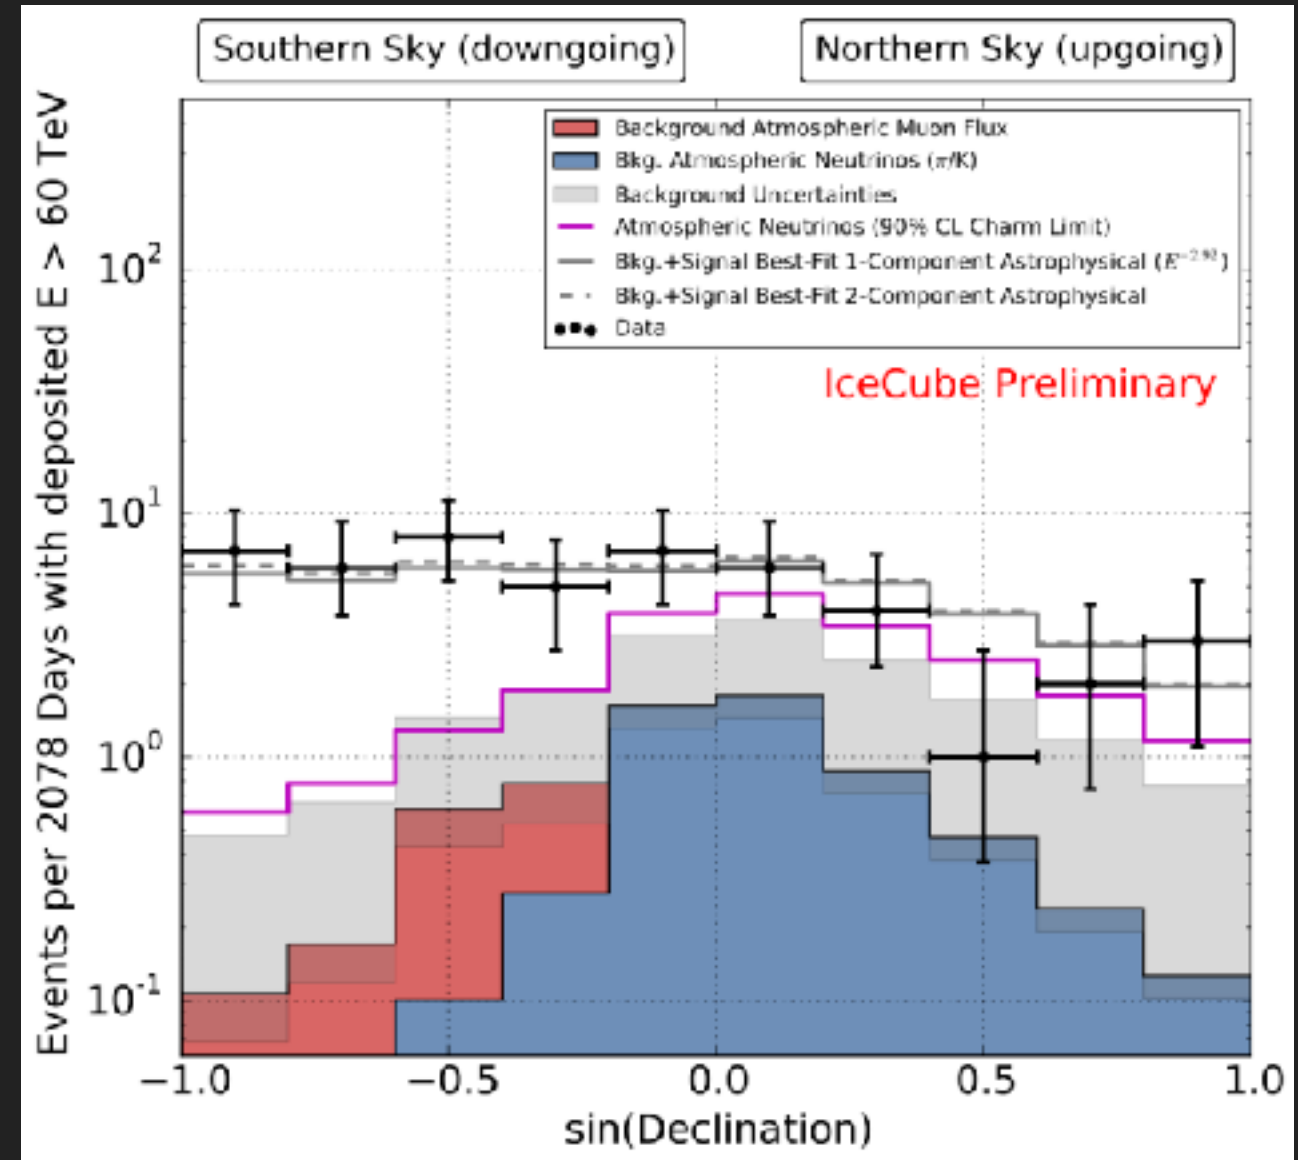 Southern Sky (downgoing)
Northern Sky (upgoing)
Events per 2078 Days with deposited E > 60 TeV
Background Atmospheric Muon Flux
Bkg. Atmospheric Neutrinos (π/K)
Background Uncertainties
Atmospheric Neutrinos (90% CL Charm Limit)
Bkg.+Signal Best-Fit 1-Component Astrophysical (E⁻²·⁹²)
Bkg.+Signal Best-Fit 2-Component Astrophysical
Data
IceCube Preliminary
10²
10¹
10⁰
10⁻¹
−1.0 −0.5 0.0 0.5 1.0
sin(Declination)